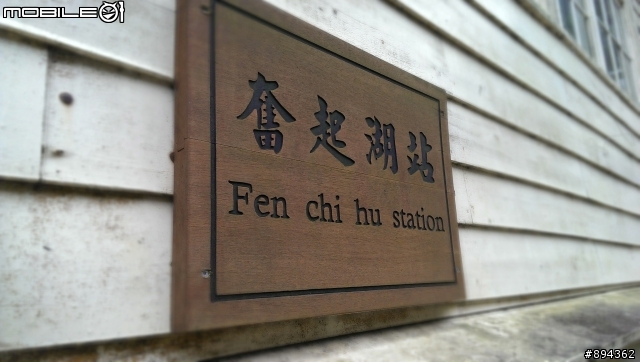 MOBILE01
奮起湖站
Fen chi hu station
#894362